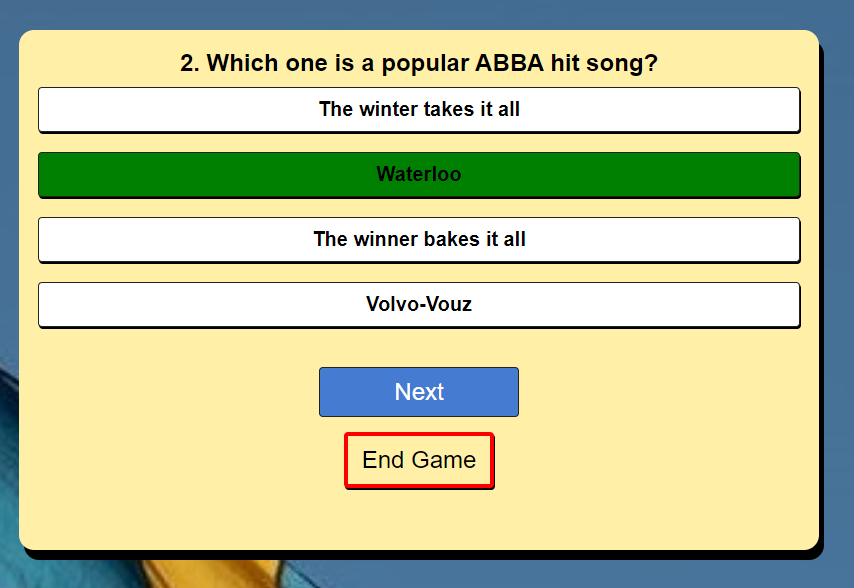 2. Which one is a popular ABBA hit song?
The winter takes it all
Waterloo
The winner bakes it all
Volvo-Vouz
Next
End Game